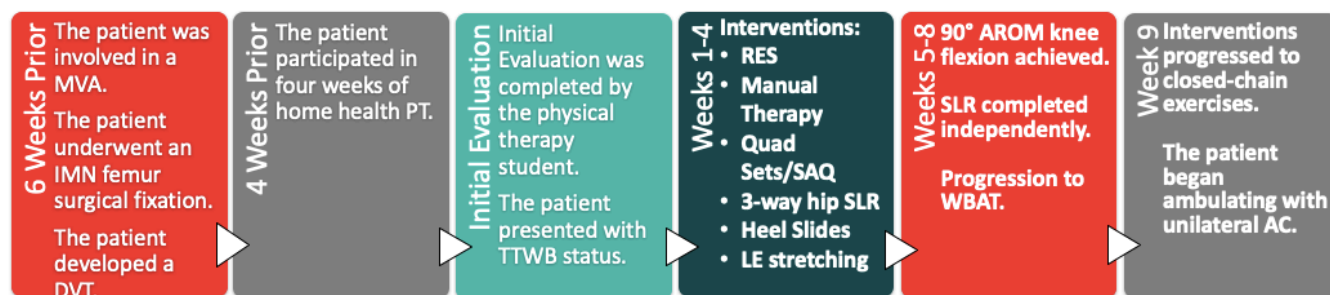 6 Weeks Prior
The patient was
involved in a
MVA.
The patient
underwent an
IMN femur
surgical fixation.
The patient
developed a
DVT.
4 Weeks Prior
The patient
participated in
four weeks of
home health PT.
Initial Evaluation
Initial
Evaluation was
completed by
the physical
therapy
student.
The patient
presented with
TTWB status.
Weeks 1-4
Interventions:
• RES
• Manual
Therapy
• Quad
Sets/SAQ
• 3-way hip SLR
• Heel Slides
• LE stretching
Weeks 5-8
90° AROM knee
flexion achieved.
SLR completed
independently.
Progression to
WBAT.
Week 9
Interventions
progressed to
closed-chain
exercises.
The patient
began
ambulating with
unilateral AC.